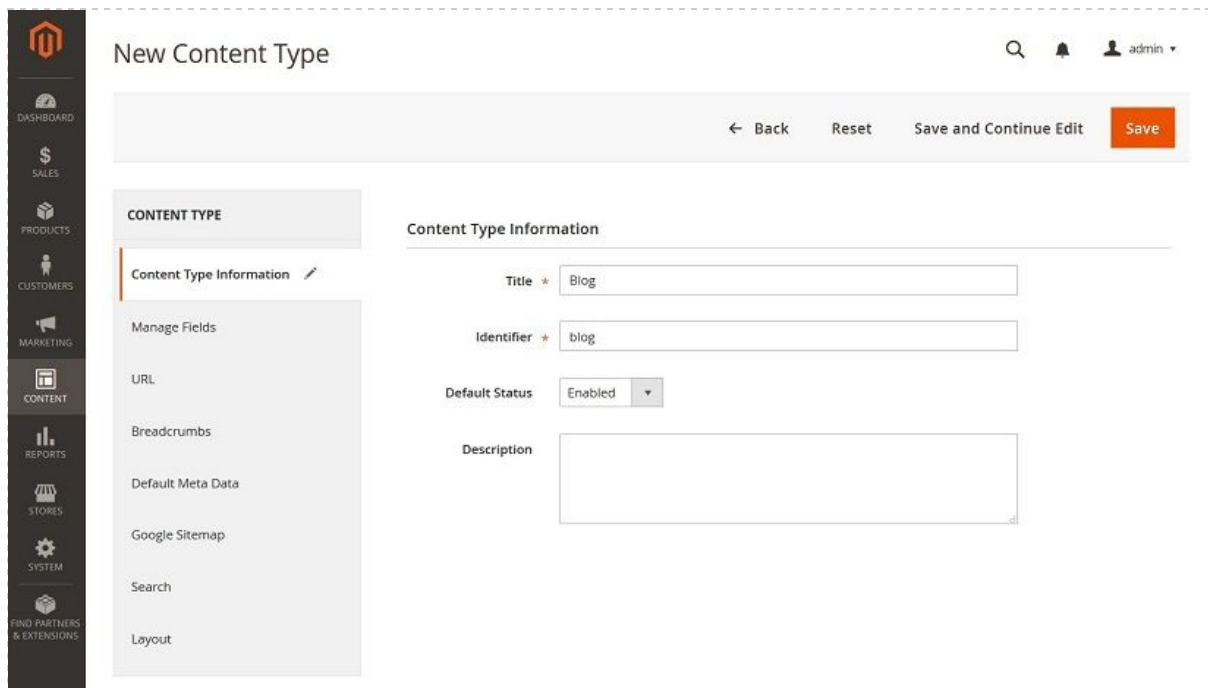 New Content Type
admin
← Back Reset Save and Continue Edit Save
DASHBOARD
$
SALES
PRODUCTS
CUSTOMERS
MARKETING
CONTENT
REPORTS
STORES
SYSTEM
FIND PARTNERS
& EXTENSIONS
CONTENT TYPE
Content Type Information
Manage Fields
URL
Breadcrumbs
Default Meta Data
Google Sitemap
Search
Layout
Content Type Information
Title * Blog
Identifier * blog
Default Status Enabled
Description